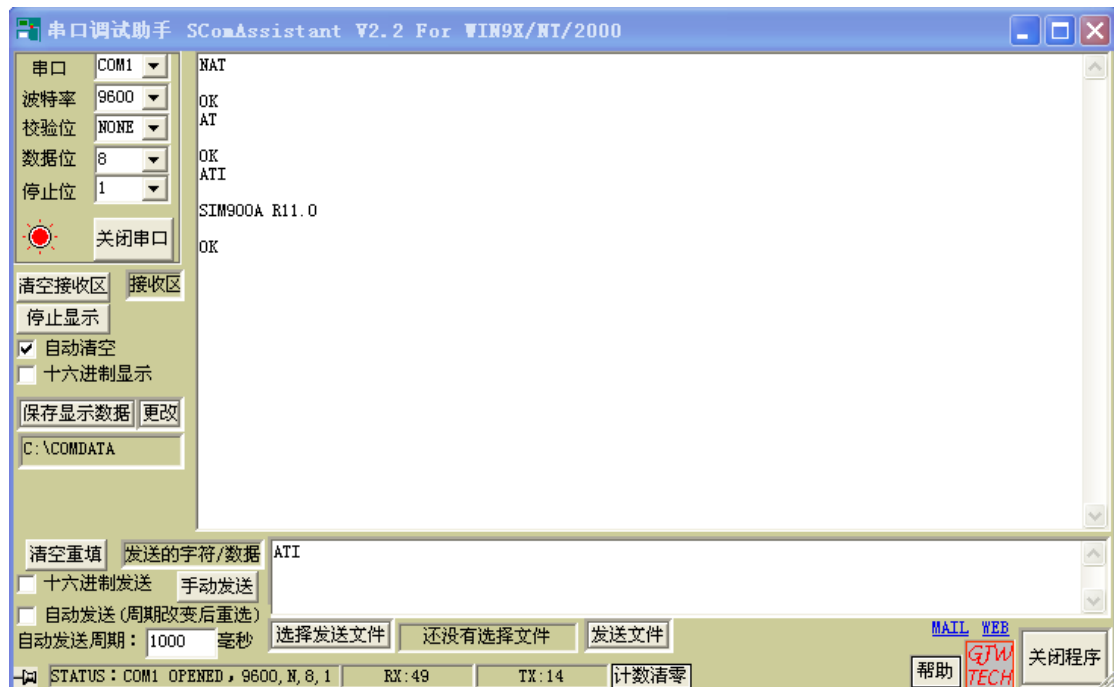 串口调试助手 SComAssistant V2.2 For WIN9X/NT/2000
串口 COM1
波特率 9600
校验位 NONE
数据位 8
停止位 1
关闭串口
清空接收区 接收区
停止显示
自动清空
十六进制显示
保存显示数据 更改
C:\COMDATA
NAT
OK
AT
OK
ATI
SIM900A R11.0
OK
清空重填 发送的字符/数据 ATI
十六进制发送 手动发送
自动发送(周期改变后重选)
自动发送周期: 1000 毫秒 选择发送文件 还没有选择文件 发送文件
MAIL WEB
STATUS:COM1 OPENED,9600,N,8,1 RX:49 TX:14 计数清零 帮助 GJW TECH 关闭程序